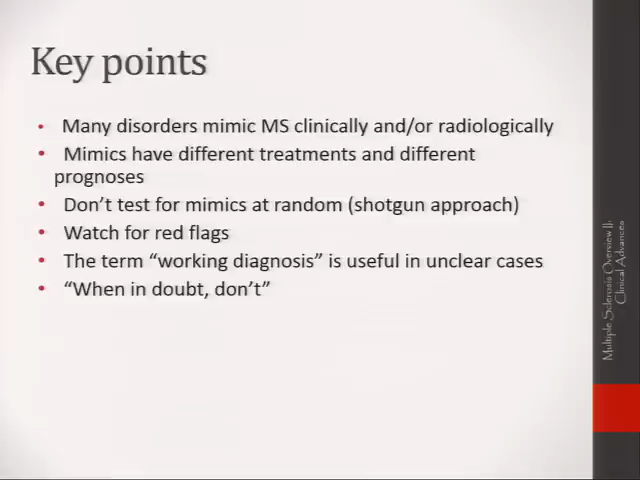 Key points
• Many disorders mimic MS clinically and/or radiologically
• Mimics have different treatments and different
prognoses
• Don’t test for mimics at random (shotgun approach)
• Watch for red flags
• The term “working diagnosis” is useful in unclear cases
• “When in doubt, don’t”
Multiple Sclerosis Overview II:
Clinical Advances